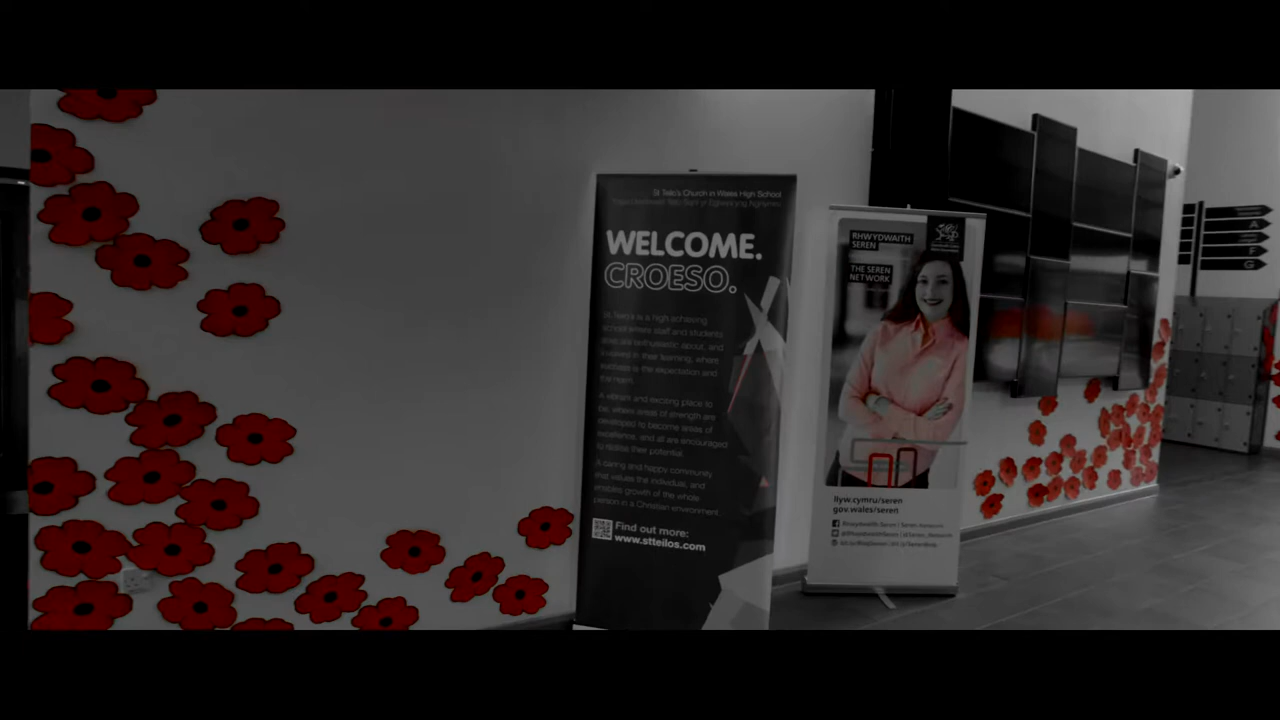 St Teilo's Church in Wales High School
WELCOME.
CROESO.
St Teilo's is a high achieving
school where staff and students
alike are enthusiastic about, and
involved in their learning, where
success is the expectation and
the norm.
A vibrant and exciting place to
be, where areas of strength are
developed to become areas of
excellence, and all are encouraged
to realise their potential.
A caring and happy community
that values the individual, and
enables growth of the whole
person in a Christian environment.
Find out more:
www.stteilos.com
RHWYDWAITH
SEREN
THE SEREN
NETWORK
llyw.cymru/seren
gov.wales/seren
Rhwydwaith Seren | Seren Network
A
F
G